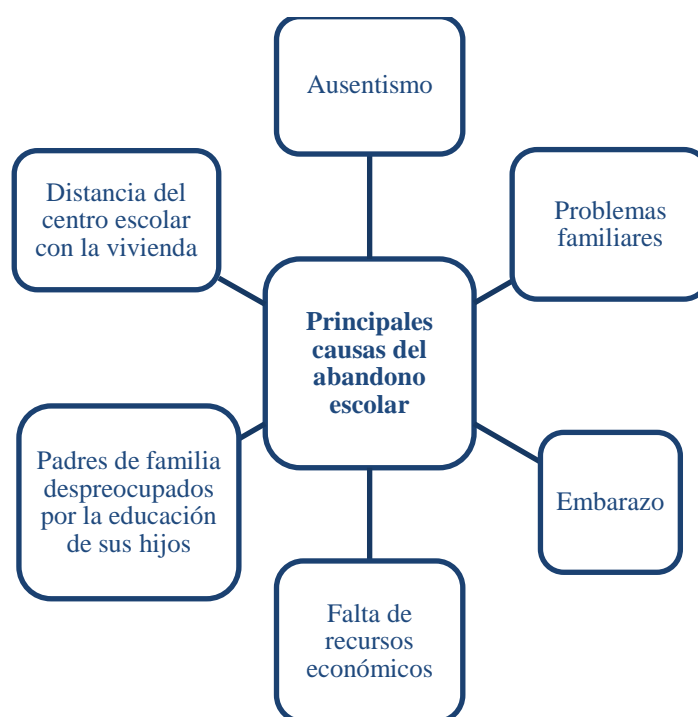 Ausentismo
Distancia del
centro escolar
con la vivienda
Problemas
familiares
Principales
causas del
abandono
escolar
Padres de familia
despreocupados
por la educación
de sus hijos
Embarazo
Falta de
recursos
económicos